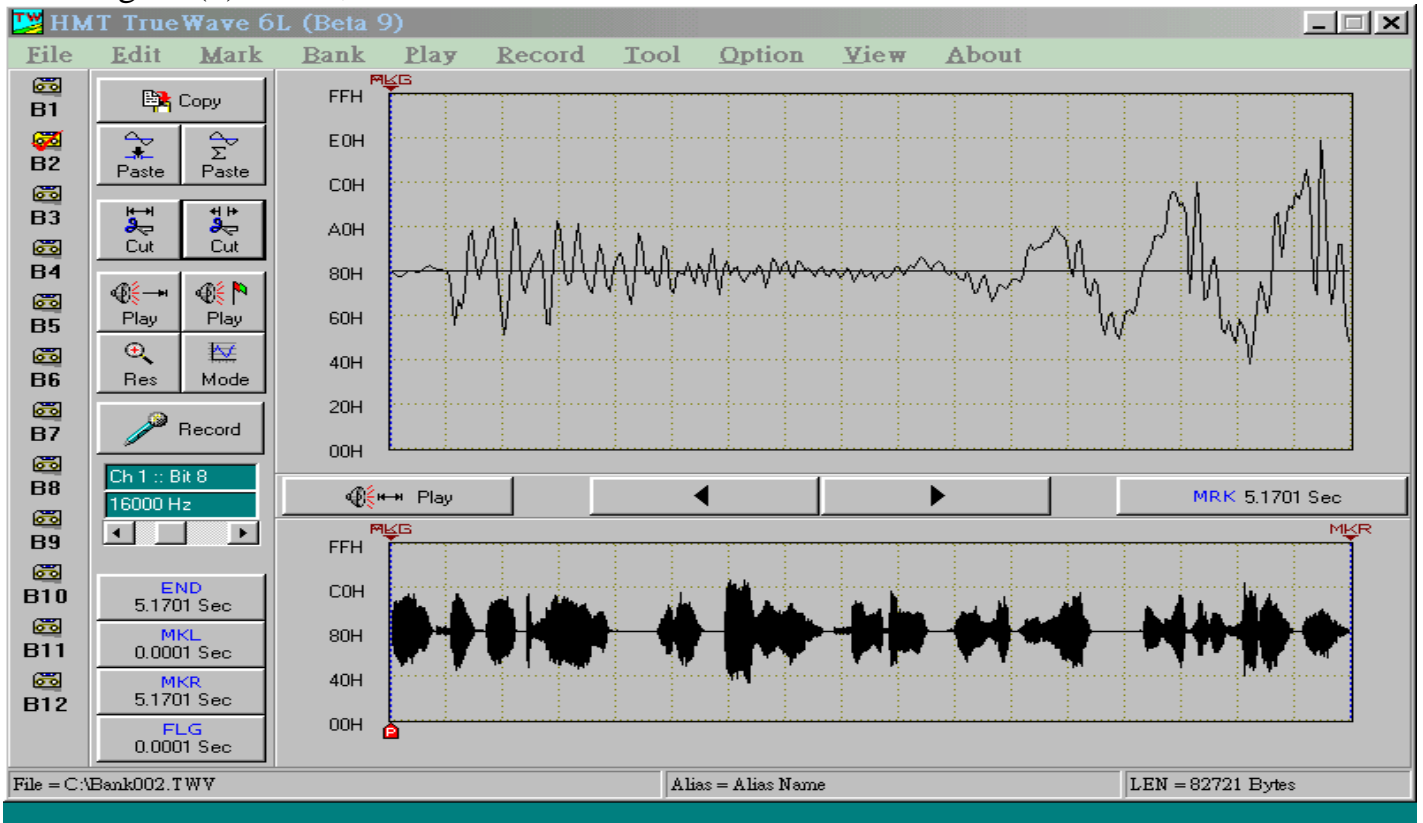 HMT TrueWave 6L (Beta 9)
File Edit Mark Bank Play Record Tool Option View About
B1
B2
B3
B4
B5
B6
B7
B8
B9
B10
B11
B12
Copy
Paste Paste
Cut Cut
Play Play
Res Mode
Record
Ch 1 :: Bit 8
16000 Hz
END
5.1701 Sec
MKL
0.0001 Sec
MKR
5.1701 Sec
FLG
0.0001 Sec
FFH
E0H
C0H
A0H
80H
60H
40H
20H
00H
Play
MRK 5.1701 Sec
MKR
FFH
C0H
80H
40H
00H
P
File = C:\Bank002.TWV
Alias = Alias Name
LEN = 82721 Bytes